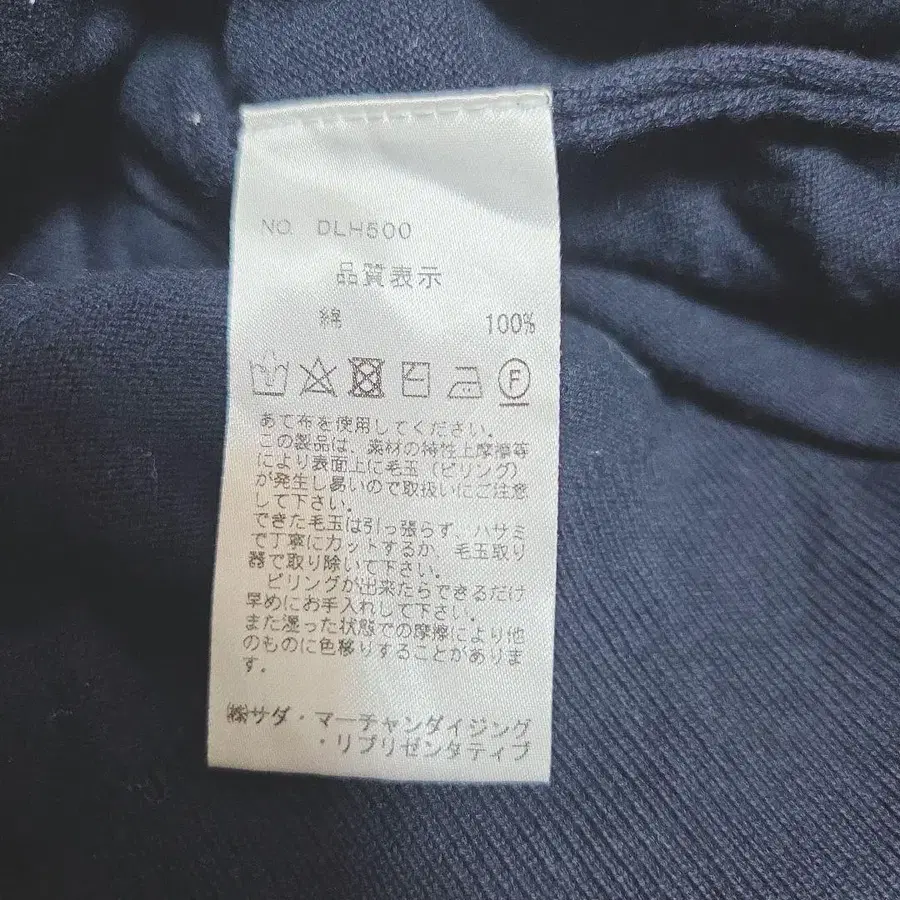 NO. DLH500
品質表示
綿 100%
F
あて布を使用してください。
この製品は、素材の特性上摩擦等
により表面上に毛玉（ピリング）
が発生し易いので取扱いにご注意
して下さい。
できた毛玉は引っ張らず、ハサミ
で丁寧にカットするか、毛玉取り
器で取り除いて下さい。
ピリングが出来たらできるだけ
早めにお手入れして下さい。
また湿った状態での摩擦により他
のものに色移りすることがありま
す。
㈱サダ・マーチャンダイジング
・リプリゼンタティブ